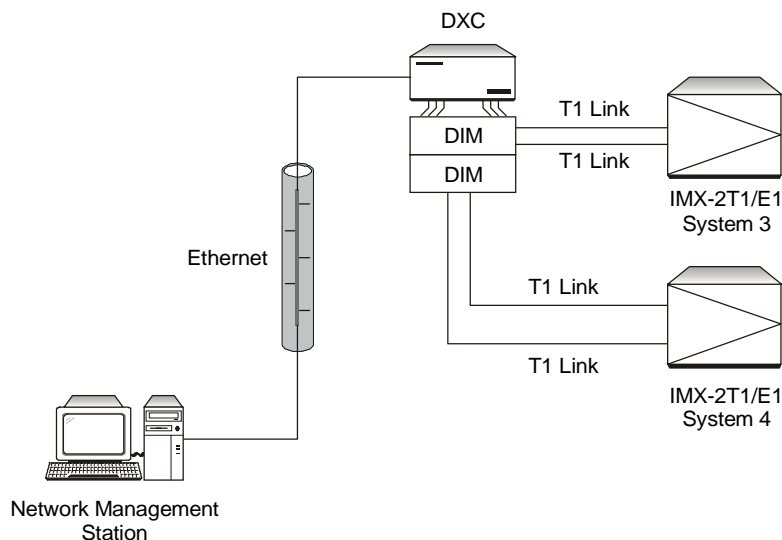 DXC
DIM
DIM
T1 Link
T1 Link
IMX-2T1/E1
System 3
Ethernet
T1 Link
T1 Link
IMX-2T1/E1
System 4
Network Management
Station